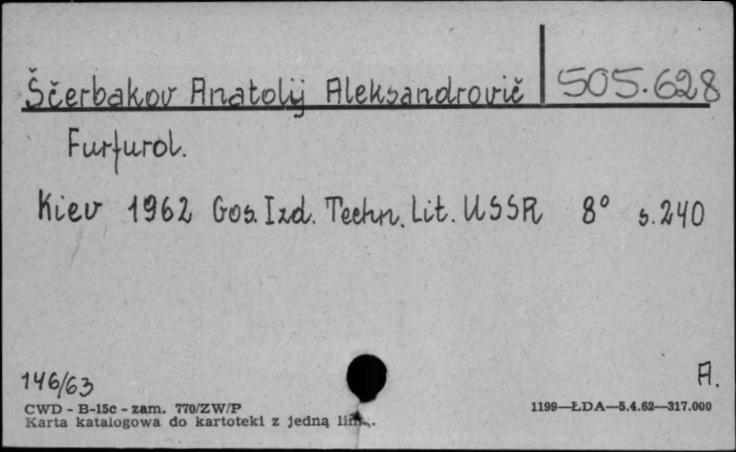 Ščerbakov Anatolij Aleksandrovič 505.628
Furfurol.
Kiev 1962 Gos. Izd. Techn. Lit. USSR 8° s.240
146/63 A.
CWD - B-15c - zam. 770/ZW/P 1199—ŁDA—5.4.62—317.000
Karta katalogowa do kartoteki z jedną